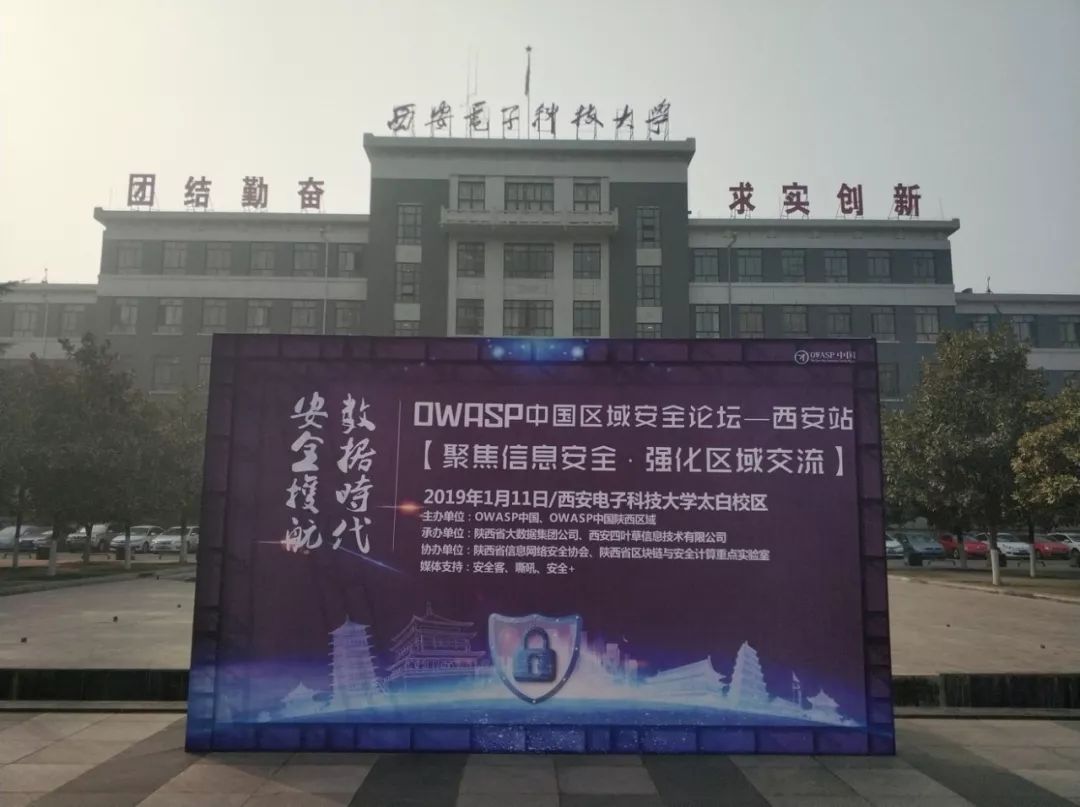 西安电子科技大学
团结勤奋
求实创新
OWASP 中国
数据時代
安全护航
OWASP中国区域安全论坛—西安站
【聚焦信息安全·强化区域交流】
2019年1月11日/西安电子科技大学太白校区
主办单位：OWASP中国、OWASP中国陕西区域
承办单位：陕西省大数据集团公司、西安四叶草信息技术有限公司
协办单位：陕西省信息网络安全协会、陕西省区块链与安全计算重点实验室
媒体支持：安全客、嘶吼、安全+